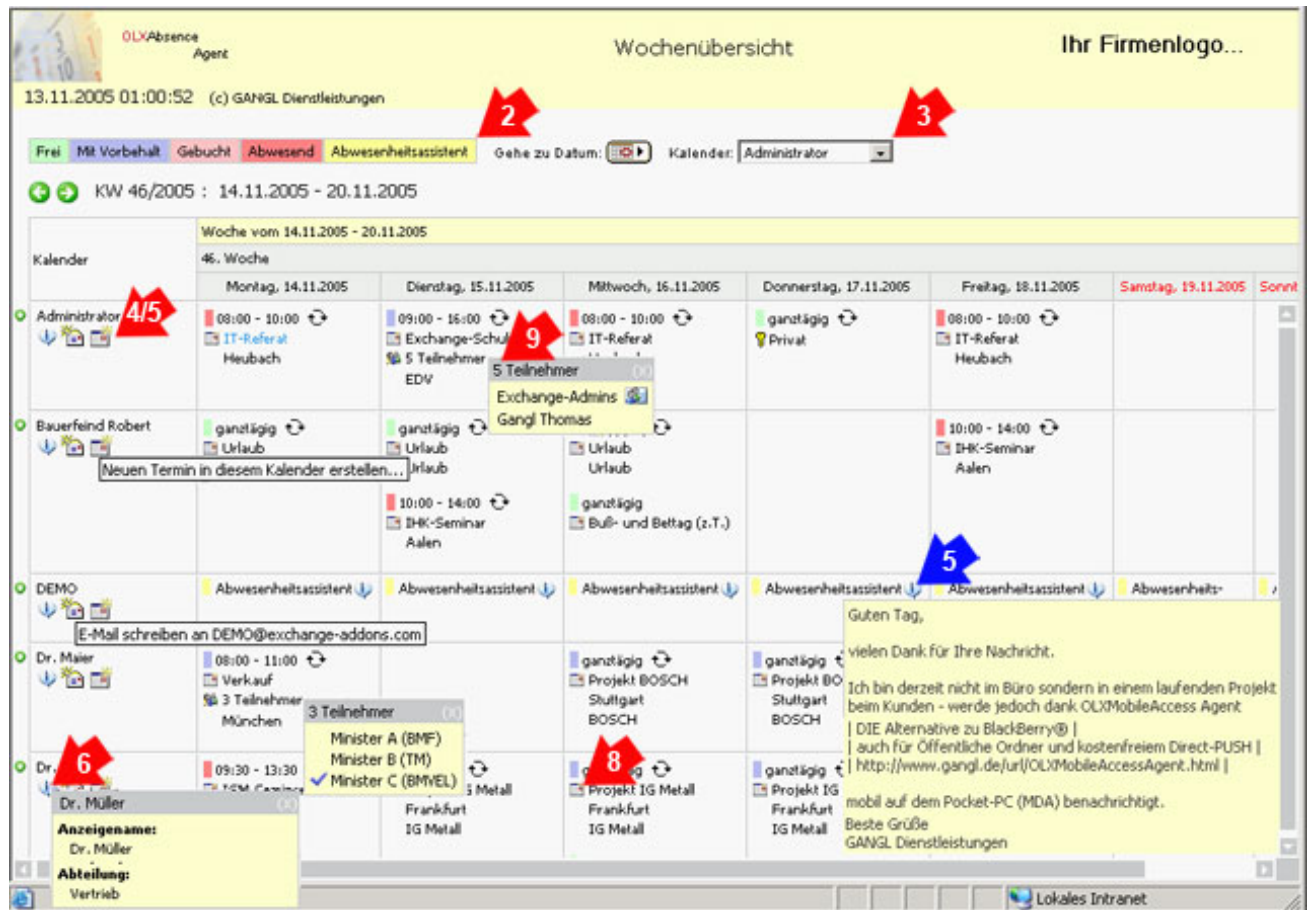 OLXAbsence
Agent
Wochenübersicht
Ihr Firmenlogo...
13.11.2005 01:00:52 (c) GANGL Dienstleistungen
2
3
Frei Mit Vorbehalt Gebucht Abwesend Abwesenheitsassistent Gehe zu Datum: Kalender: Administrator
KW 46/2005 : 14.11.2005 - 20.11.2005
Kalender
Woche vom 14.11.2005 - 20.11.2005
46. Woche
Montag, 14.11.2005 Dienstag, 15.11.2005 Mittwoch, 16.11.2005 Donnerstag, 17.11.2005 Freitag, 18.11.2005 Samstag, 19.11.2005 Sonnt
Administrator
4/5
08:00 - 10:00
IT-Referat
Heubach
09:00 - 16:00
Exchange-Schul
5 Teilnehmer
EDV
9
5 Teilnehmer (X)
Exchange-Admins
Gangl Thomas
08:00 - 10:00
IT-Referat
ganztägig
Privat
08:00 - 10:00
IT-Referat
Heubach
Bauerfeind Robert
Neuen Termin in diesem Kalender erstellen...
ganztägig
Urlaub
ganztägig
Urlaub
Urlaub
10:00 - 14:00
IHK-Seminar
Aalen
Urlaub
Urlaub
ganztägig
Buß- und Bettag (z.T.)
10:00 - 14:00
IHK-Seminar
Aalen
5
DEMO
E-Mail schreiben an DEMO@exchange-addons.com
Abwesenheitsassistent Abwesenheitsassistent Abwesenheitsassistent Abwesenheitsassistent Abwesenheitsassistent Abwesenheits-
Guten Tag,
vielen Dank für Ihre Nachricht.
Ich bin derzeit nicht im Büro sondern in einem laufenden Projekt
beim Kunden - werde jedoch dank OLXMobileAccess Agent
| DIE Alternative zu BlackBerry® |
| auch für Öffentliche Ordner und kostenfreiem Direct-PUSH |
| http://www.gangl.de/url/OLXMobileAccessAgent.html |
mobil auf dem Pocket-PC (MDA) benachrichtigt.
Beste Grüße
GANGL Dienstleistungen
Dr. Maier
08:00 - 11:00
Verkauf
3 Teilnehmer
München
3 Teilnehmer (X)
Minister A (BMF)
Minister B (TM)
Minister C (BMVEL)
ganztägig
Projekt BOSCH
Stuttgart
BOSCH
ganztägig
Projekt BO
Stuttgart
BOSCH
Dr.
6
Dr. Müller (X)
Anzeigename:
Dr. Müller
Abteilung:
Vertrieb
09:30 - 13:30
G Metall
Frankfurt
IG Metall
8
Projekt IG Metall
Frankfurt
IG Metall
ganztägig
Projekt IG
Frankfurt
IG Metall
Lokales Intranet